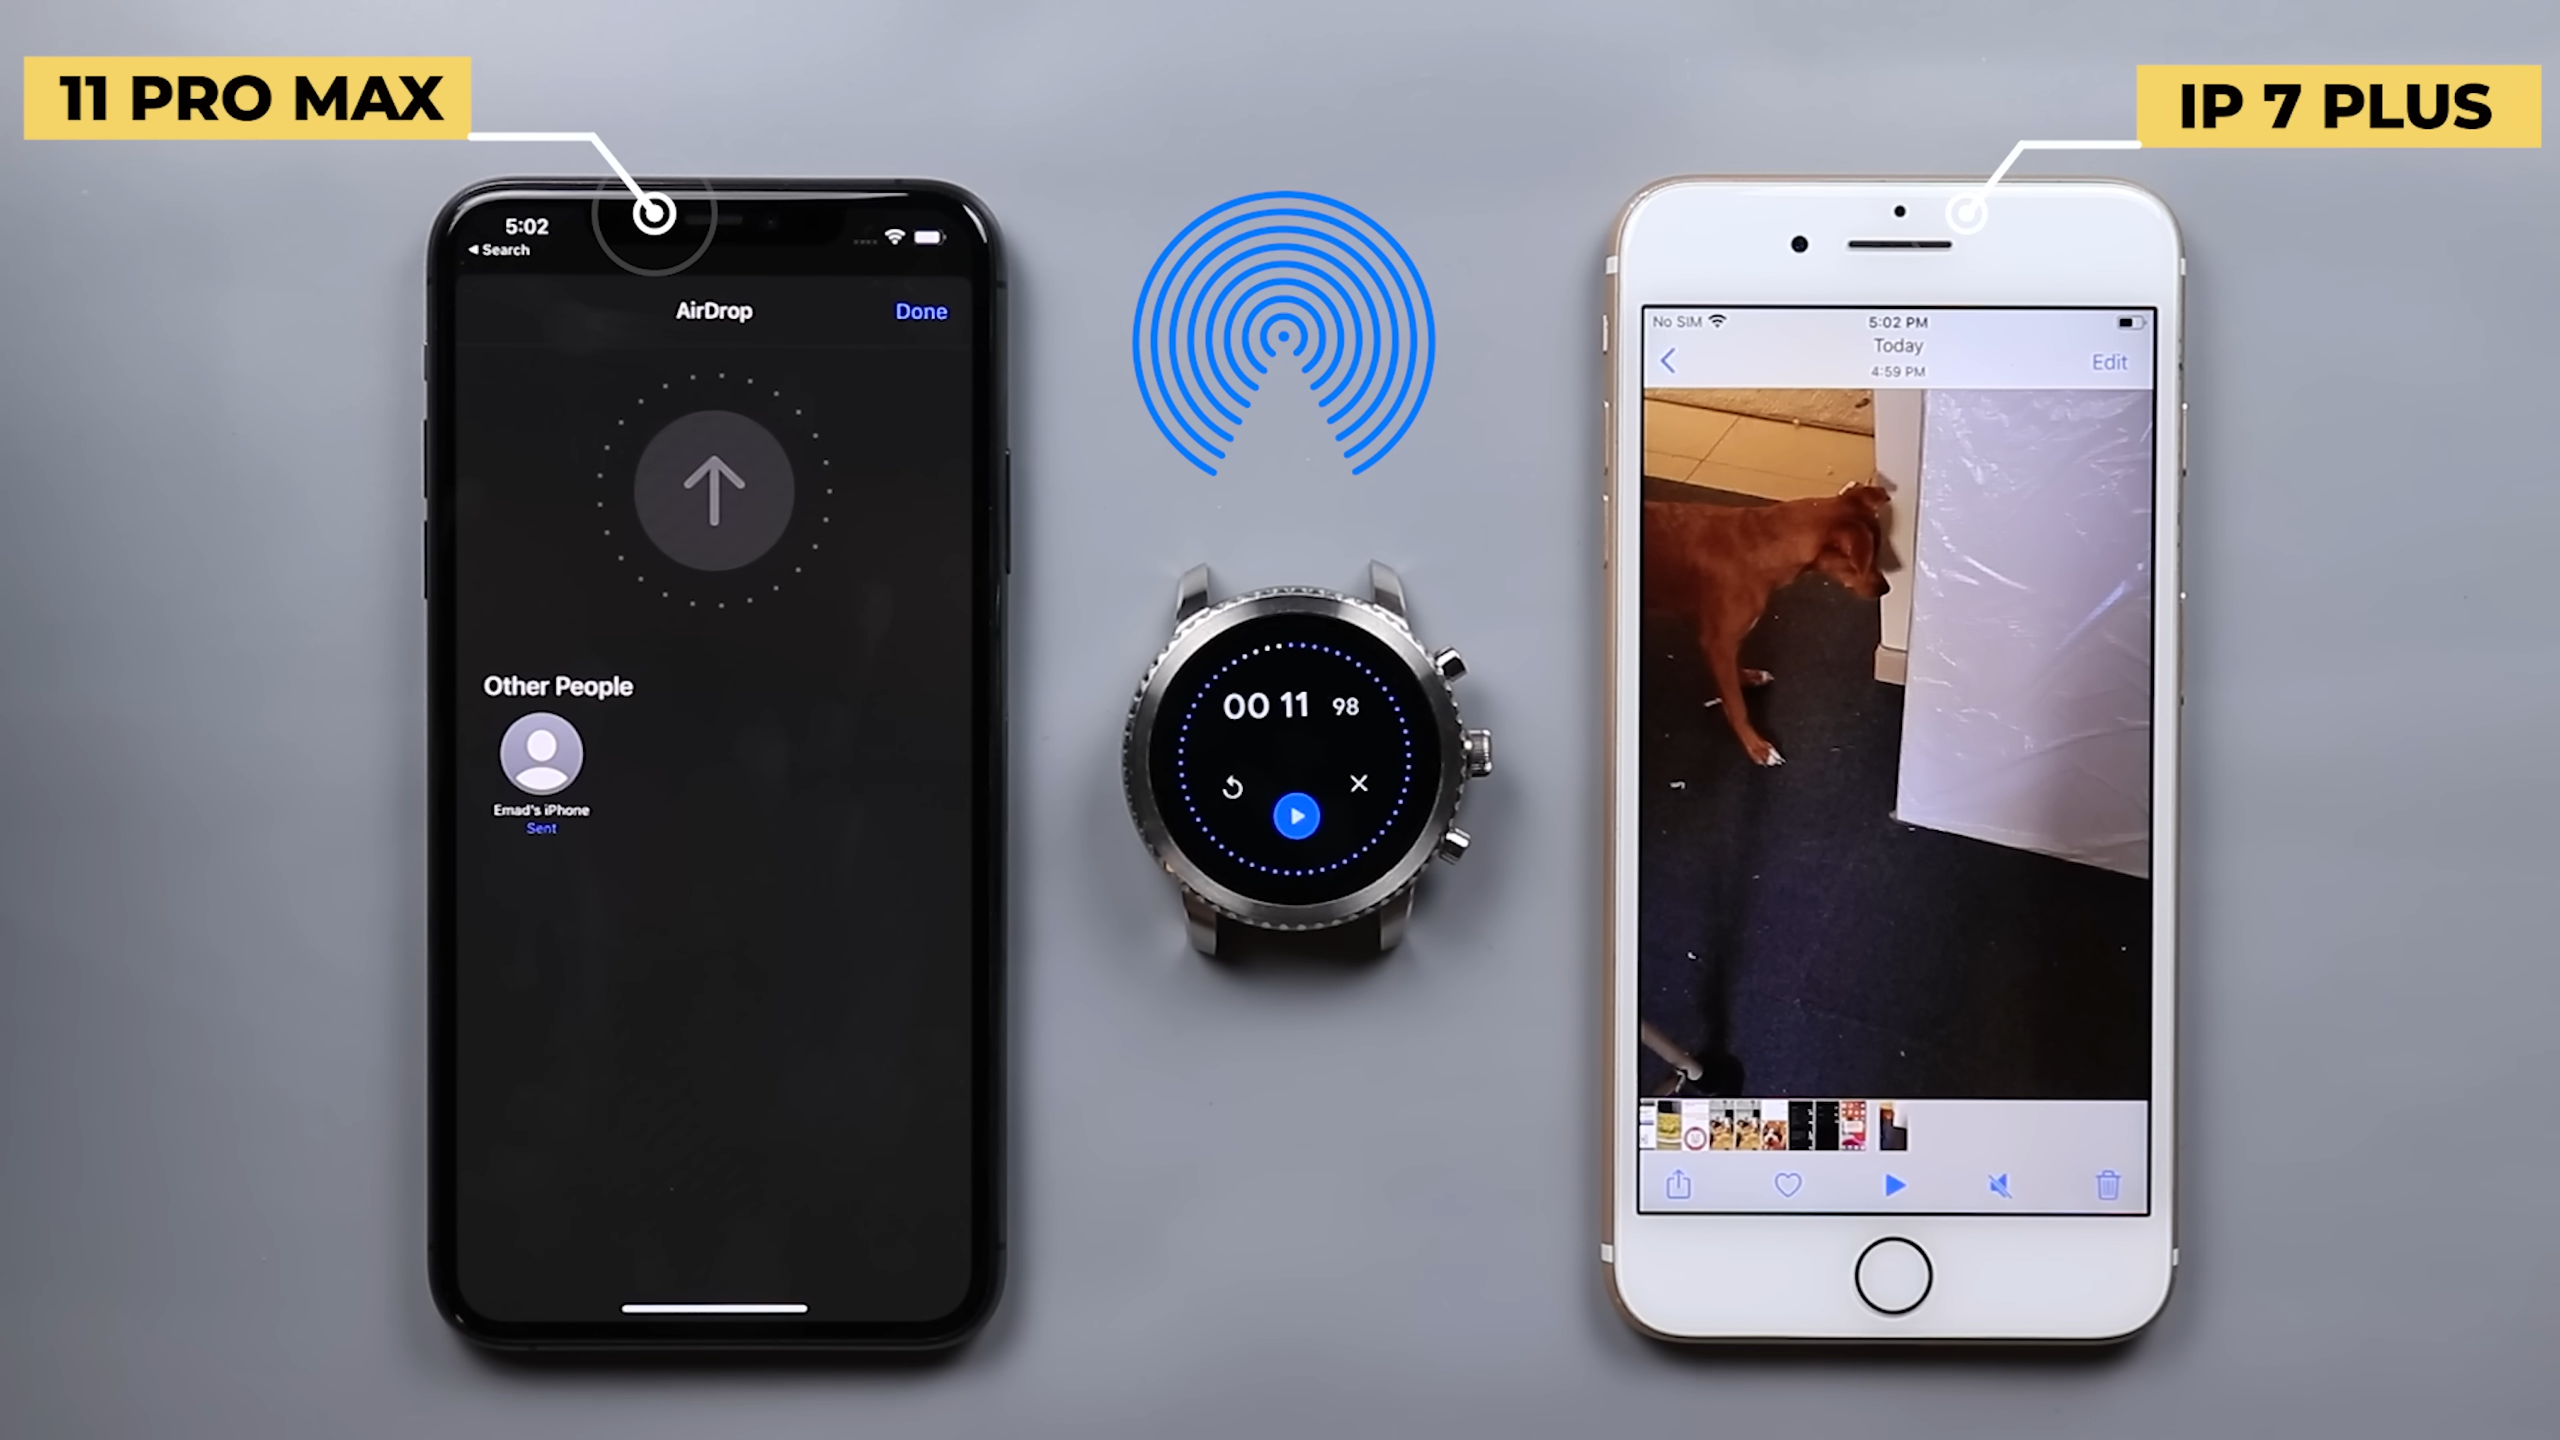 11 PRO MAX
IP 7 PLUS
5:02
Search
AirDrop
Done
Other People
Emad's iPhone
Sent
00 11 98
No SIM
5:02 PM
Today
4:59 PM
Edit